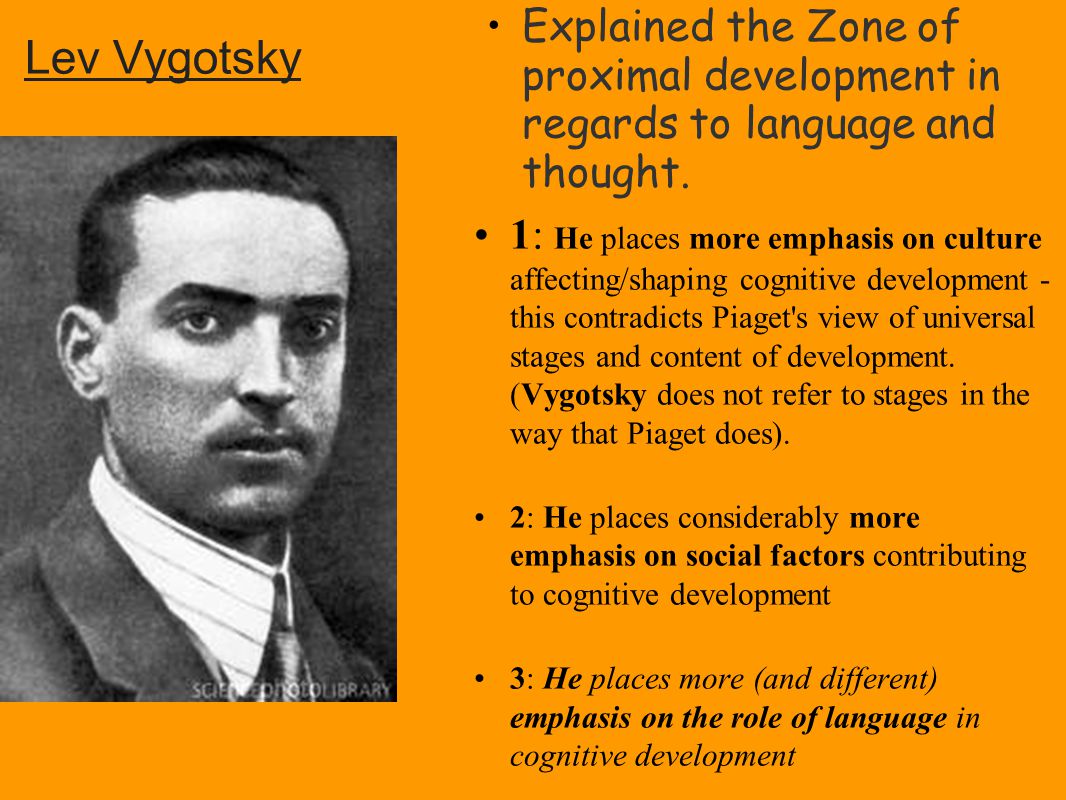 Lev Vygotsky
• Explained the Zone of
proximal development in
regards to language and
thought.
• 1: He places more emphasis on culture
affecting/shaping cognitive development -
this contradicts Piaget's view of universal
stages and content of development.
(Vygotsky does not refer to stages in the
way that Piaget does).
• 2: He places considerably more
emphasis on social factors contributing
to cognitive development
• 3: He places more (and different)
emphasis on the role of language in
cognitive development
SCIENCEPHOTOLIBRARY